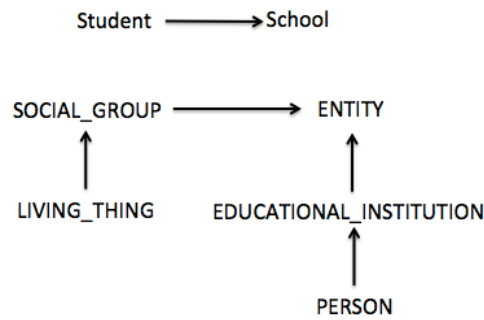 Student School
SOCIAL_GROUP ENTITY
LIVING_THING EDUCATIONAL_INSTITUTION
PERSON